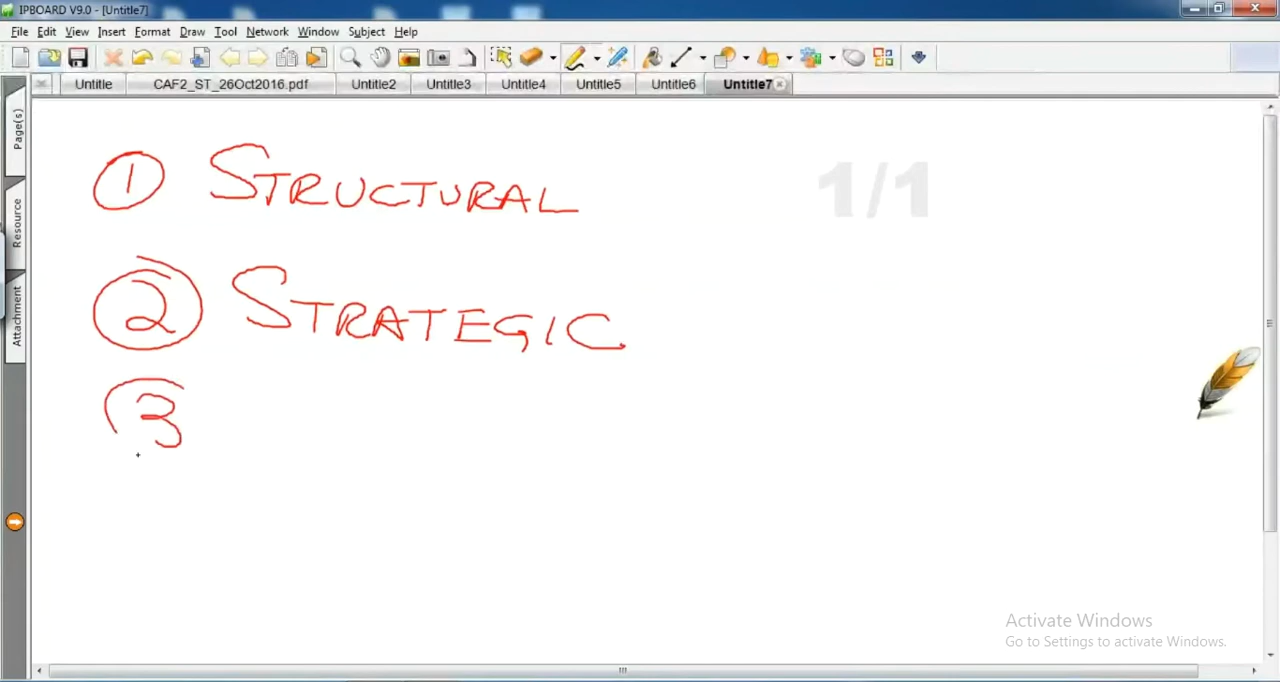 IPBOARD V9.0 - [Untitle7]
File Edit View Insert Format Draw Tool Network Window Subject Help
Untitle CAF2_ST_26Oct2016.pdf Untitle2 Untitle3 Untitle4 Untitle5 Untitle6 Untitle7
Page(s)
Resource
Attachment
1/1
① STRUCTURAL
② STRATEGIC
3
Activate Windows
Go to Settings to activate Windows.